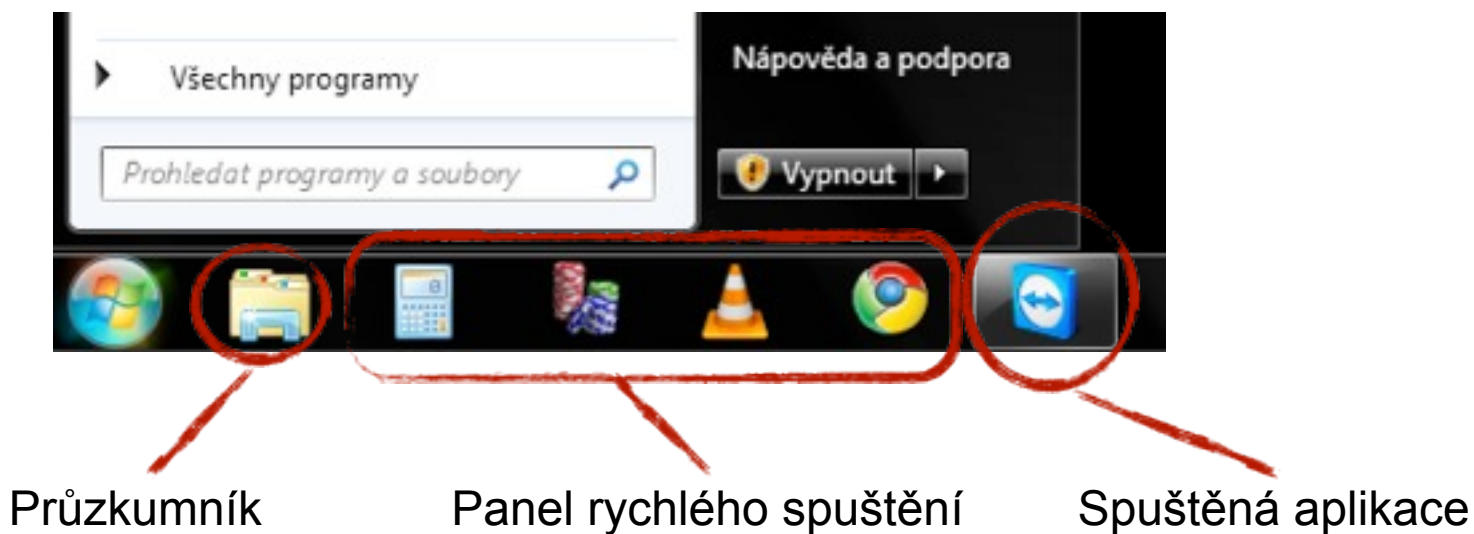 Nápověda a podpora
Všechny programy
Prohledat programy a soubory
Vypnout
Průzkumník
Panel rychlého spuštění
Spuštěná aplikace